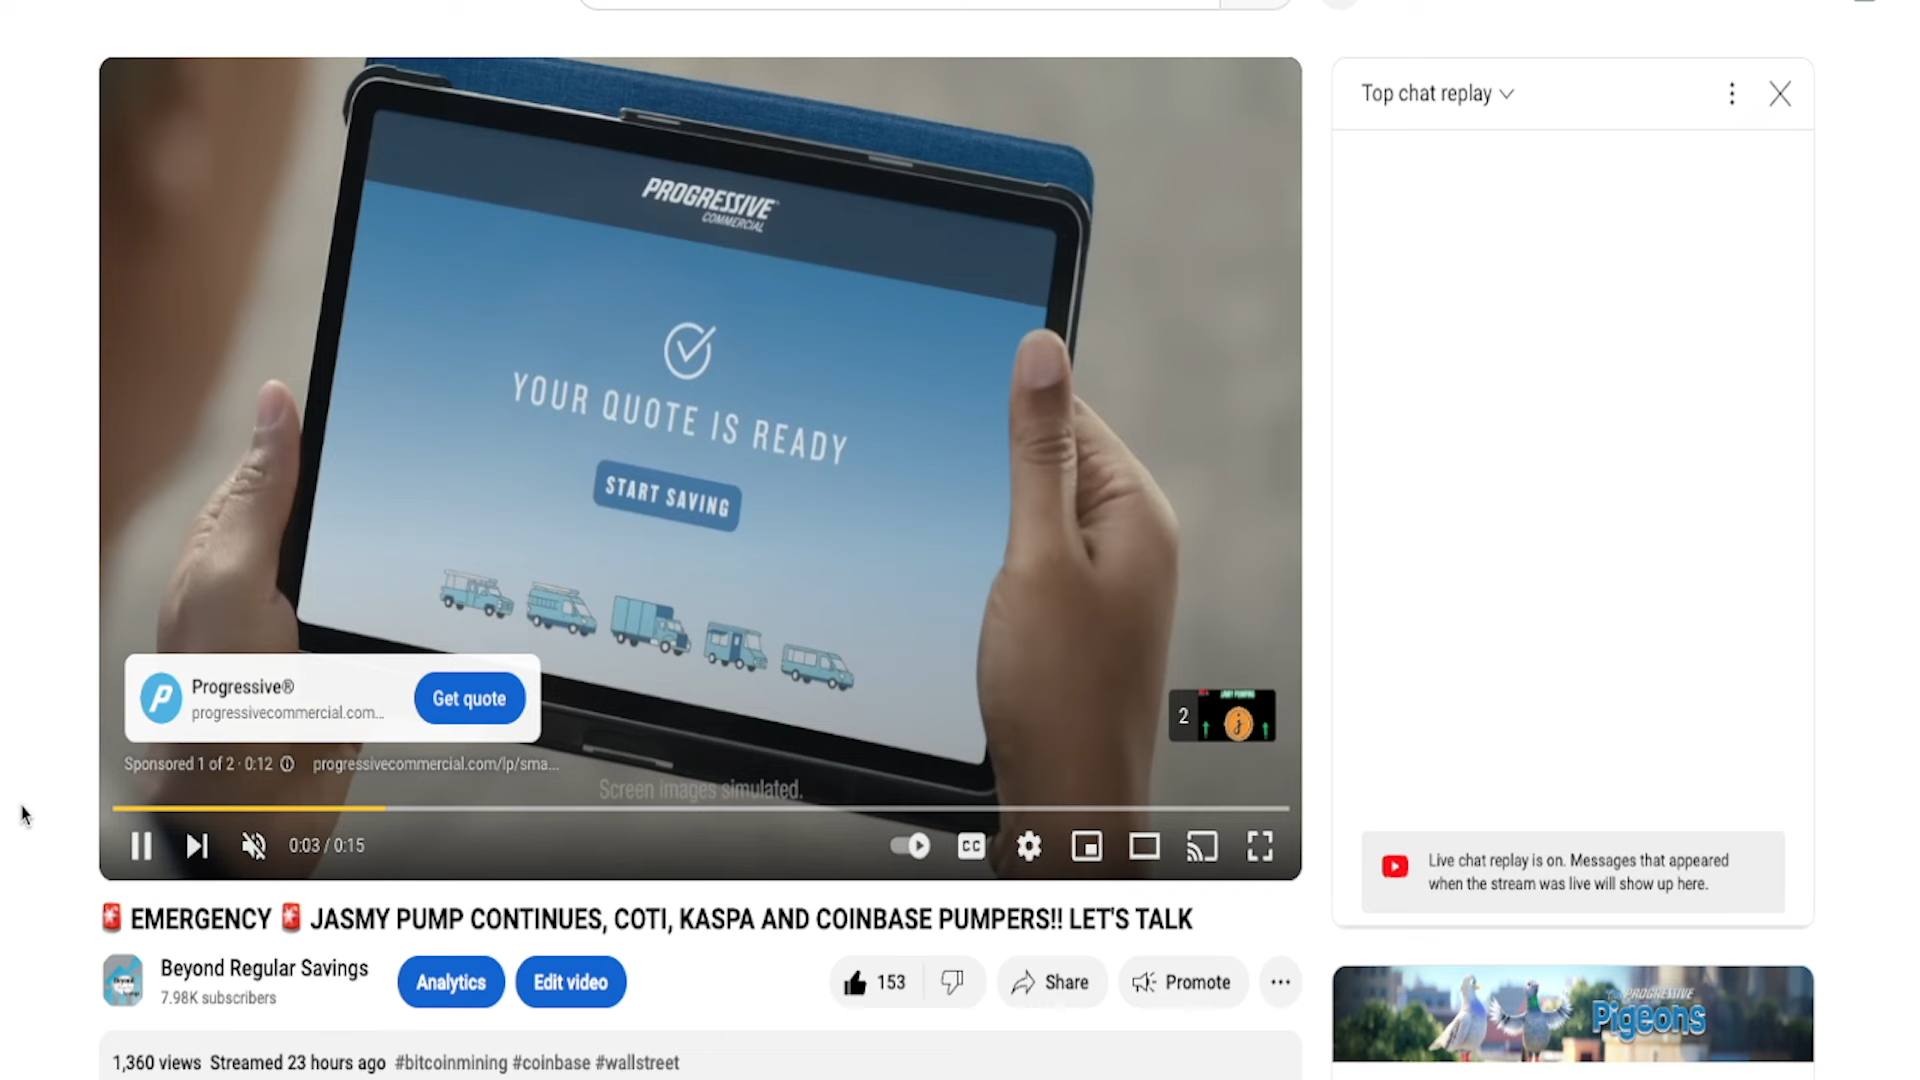 Top chat replay
PROGRESSIVE
COMMERCIAL
YOUR QUOTE IS READY
START SAVING
Progressive®
progressivecommercial.com...
Get quote
2
Sponsored 1 of 2 · 0:12
progressivecommercial.com/lp/sma...
Screen images simulated.
0:03 / 0:15
CC
Live chat replay is on. Messages that appeared
when the stream was live will show up here.
🚨 EMERGENCY 🚨 JASMY PUMP CONTINUES, COTI, KASPA AND COINBASE PUMPERS!! LET'S TALK
Beyond Regular Savings
7.98K subscribers
Analytics
Edit video
153
Share
Promote
PROGRESSIVE
Pigeons
1,360 views Streamed 23 hours ago #bitcoinmining #coinbase #wallstreet